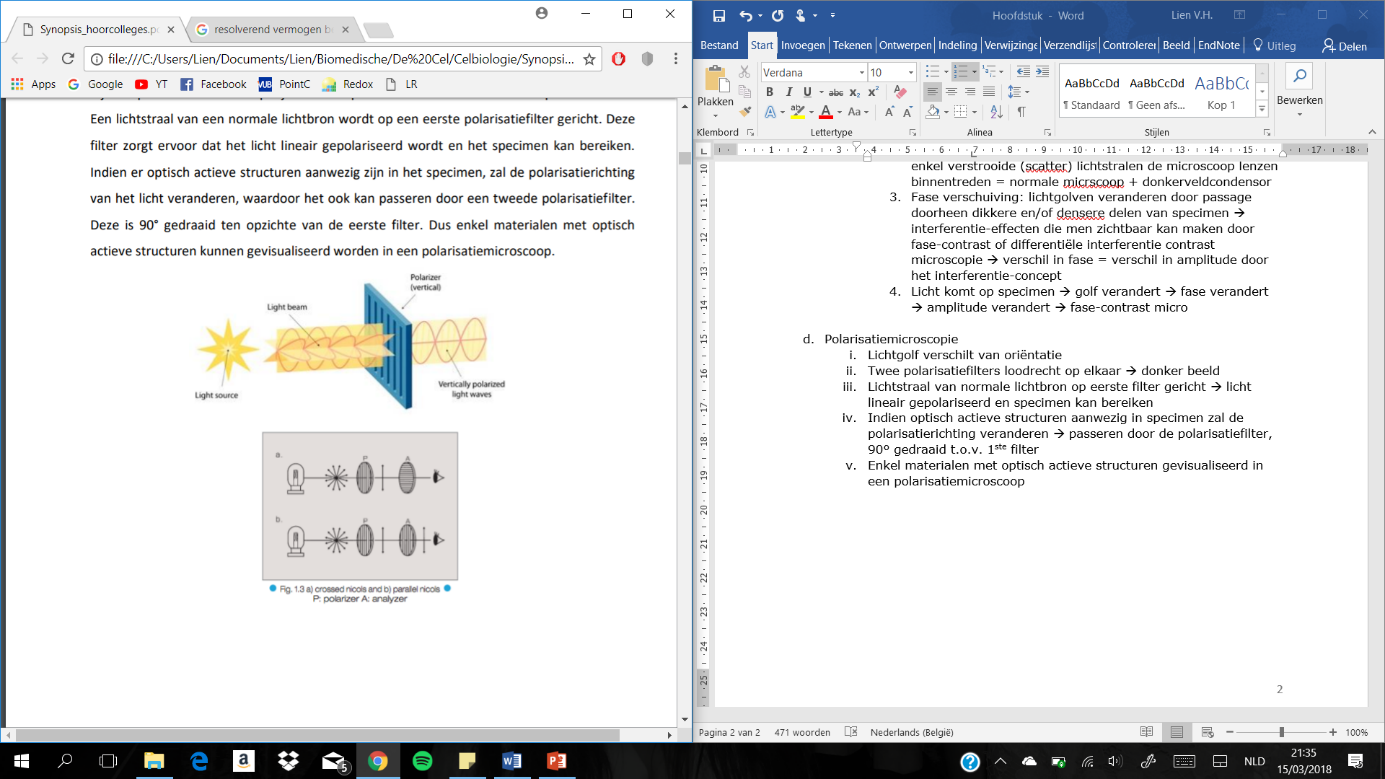 Synopsis_hoorcolleges.pd
resolverend vermogen b
file:///C:/Users/Lien/Documents/Lien/Biomedische/De%20Cel/Celbiologie/Synopsi...
Apps
Google
YT
Facebook
PointC
Redox
LR
Een lichtstraal van een normale lichtbron wordt op een eerste polarisatiefilter gericht. Deze
filter zorgt ervoor dat het licht lineair gepolariseerd wordt en het specimen kan bereiken.
Indien er optisch actieve structuren aanwezig zijn in het specimen, zal de polarisatierichting
van het licht veranderen, waardoor het ook kan passeren door een tweede polarisatiefilter.
Deze is 90° gedraaid ten opzichte van de eerste filter. Dus enkel materialen met optisch
actieve structuren kunnen gevisualiseerd worden in een polarisatiemicroscoop.
Polarizer
(vertical)
Light beam
Light source
Vertically polarized
light waves
a.
P
A
b.
P
A
Fig. 1.3 a) crossed nicols and b) parallel nicols
P: polarizer A: analyzer
Hoofdstuk - Word
Lien V.H.
Bestand
Start
Invoegen
Tekenen
Ontwerpen
Indeling
Verwijzinge
Verzendlijst
Controleren
Beeld
EndNote
Uitleg
Delen
Plakken
Verdana
10
B I U abc x₂ x²
AaBbCcDd
¶ Standaard
AaBbCcDd
¶ Geen afs...
AaBbCc
Kop 1
Bewerken
Klembord
Lettertype
Alinea
Stijlen
enkel verstrooide (scatter) lichtstralen de microscoop lenzen
binnentreden = normale micrscoop + donkerveldcondensor
3. Fase verschuiving: lichtgolven veranderen door passage
doorheen dikkere en/of densere delen van specimen →
interferentie-effecten die men zichtbaar kan maken door
fase-contrast of differentiële interferentie contrast
microscopie → verschil in fase = verschil in amplitude door
het interferentie-concept
4. Licht komt op specimen → golf verandert → fase verandert
→ amplitude verandert → fase-contrast micro
d. Polarisatiemicroscopie
i. Lichtgolf verschilt van oriëntatie
ii. Twee polarisatiefilters loodrecht op elkaar → donker beeld
iii. Lichtstraal van normale lichtbron op eerste filter gericht → licht
lineair gepolariseerd en specimen kan bereiken
iv. Indien optisch actieve structuren aanwezig in specimen zal de
polarisatierichting veranderen → passeren door de polarisatiefilter,
90° gedraaid t.o.v. 1ste filter
v. Enkel materialen met optisch actieve structuren gevisualiseerd in
een polarisatiemicroscoop
2
Pagina 2 van 2
471 woorden
Nederlands (België)
100%
5
NLD
21:35
15/03/2018